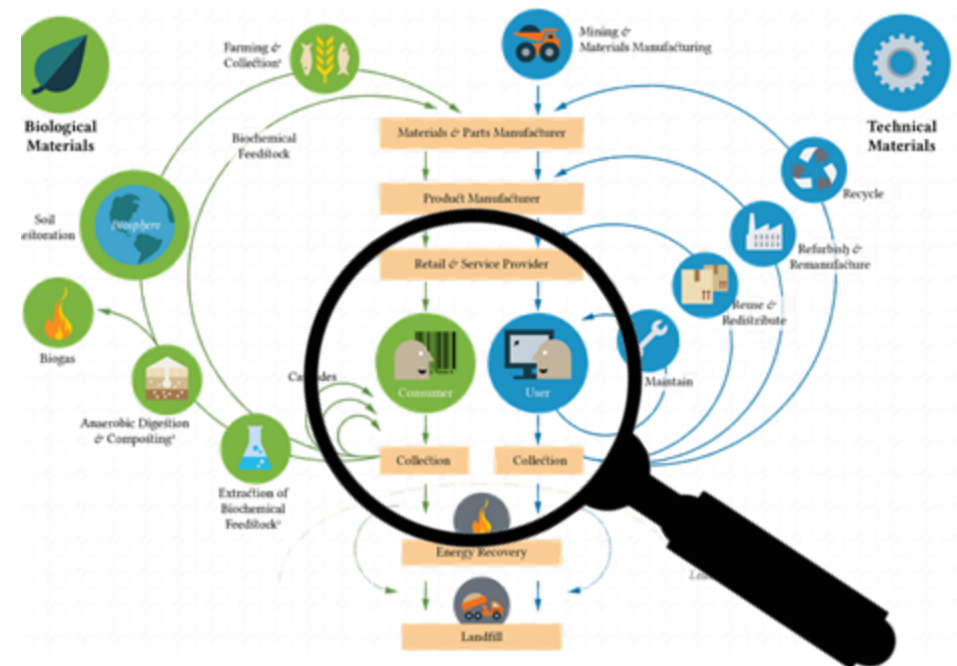 Farming &
Collection¹
Mining &
Materials Manufacturing
Biological
Materials
Technical
Materials
Biochemical
Feedstock
Materials & Parts Manufacturer
Recycle
Product Manufacturer
Soil
Biosphere
Refurbish &
Remanufacture
Retail & Service Provider
Reuse &
Redistribute
Biogas
Consumer
User
Maintain
Anaerobic Digestion
& Composting²
Collection
Collection
Extraction of
Biochemical
Feedstock²
Energy Recovery
Landfill